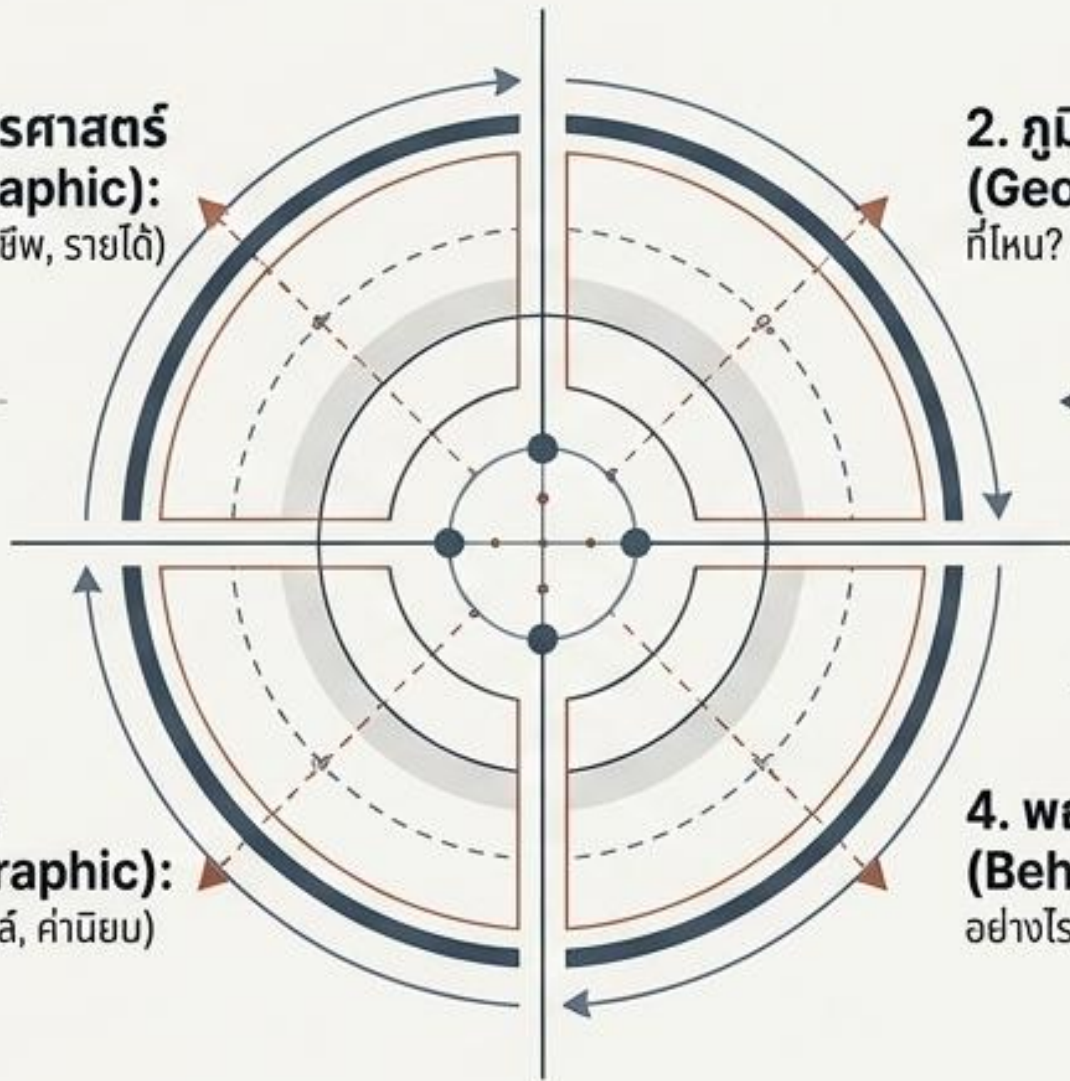 รศาสตร์
aphic):
ชีพ, รายได้)
2. ภูมิ
(Geo
ที่ไหน?
raphic):
ล์, ค่านิยบ)
4. พฤ
(Beh
อย่างไร